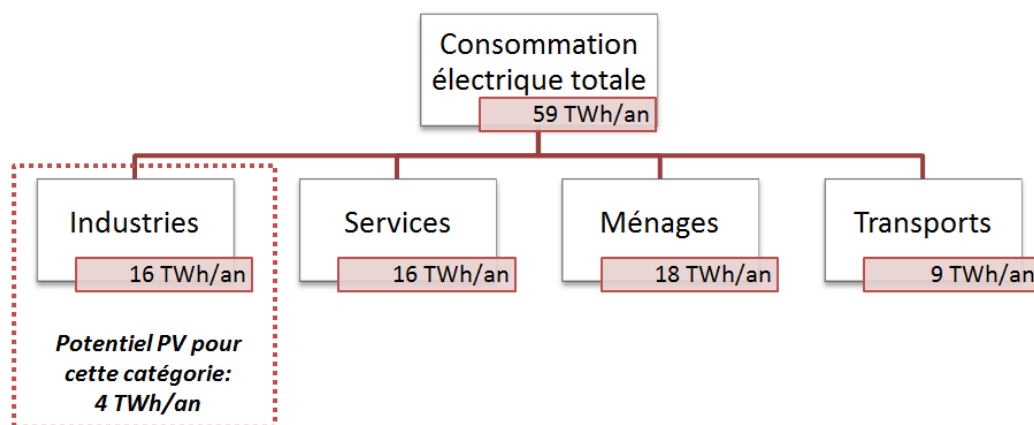 Consommation
électrique totale
59 TWh/an
Industries
16 TWh/an
Services
16 TWh/an
Ménages
18 TWh/an
Transports
9 TWh/an
Potentiel PV pour
cette catégorie:
4 TWh/an